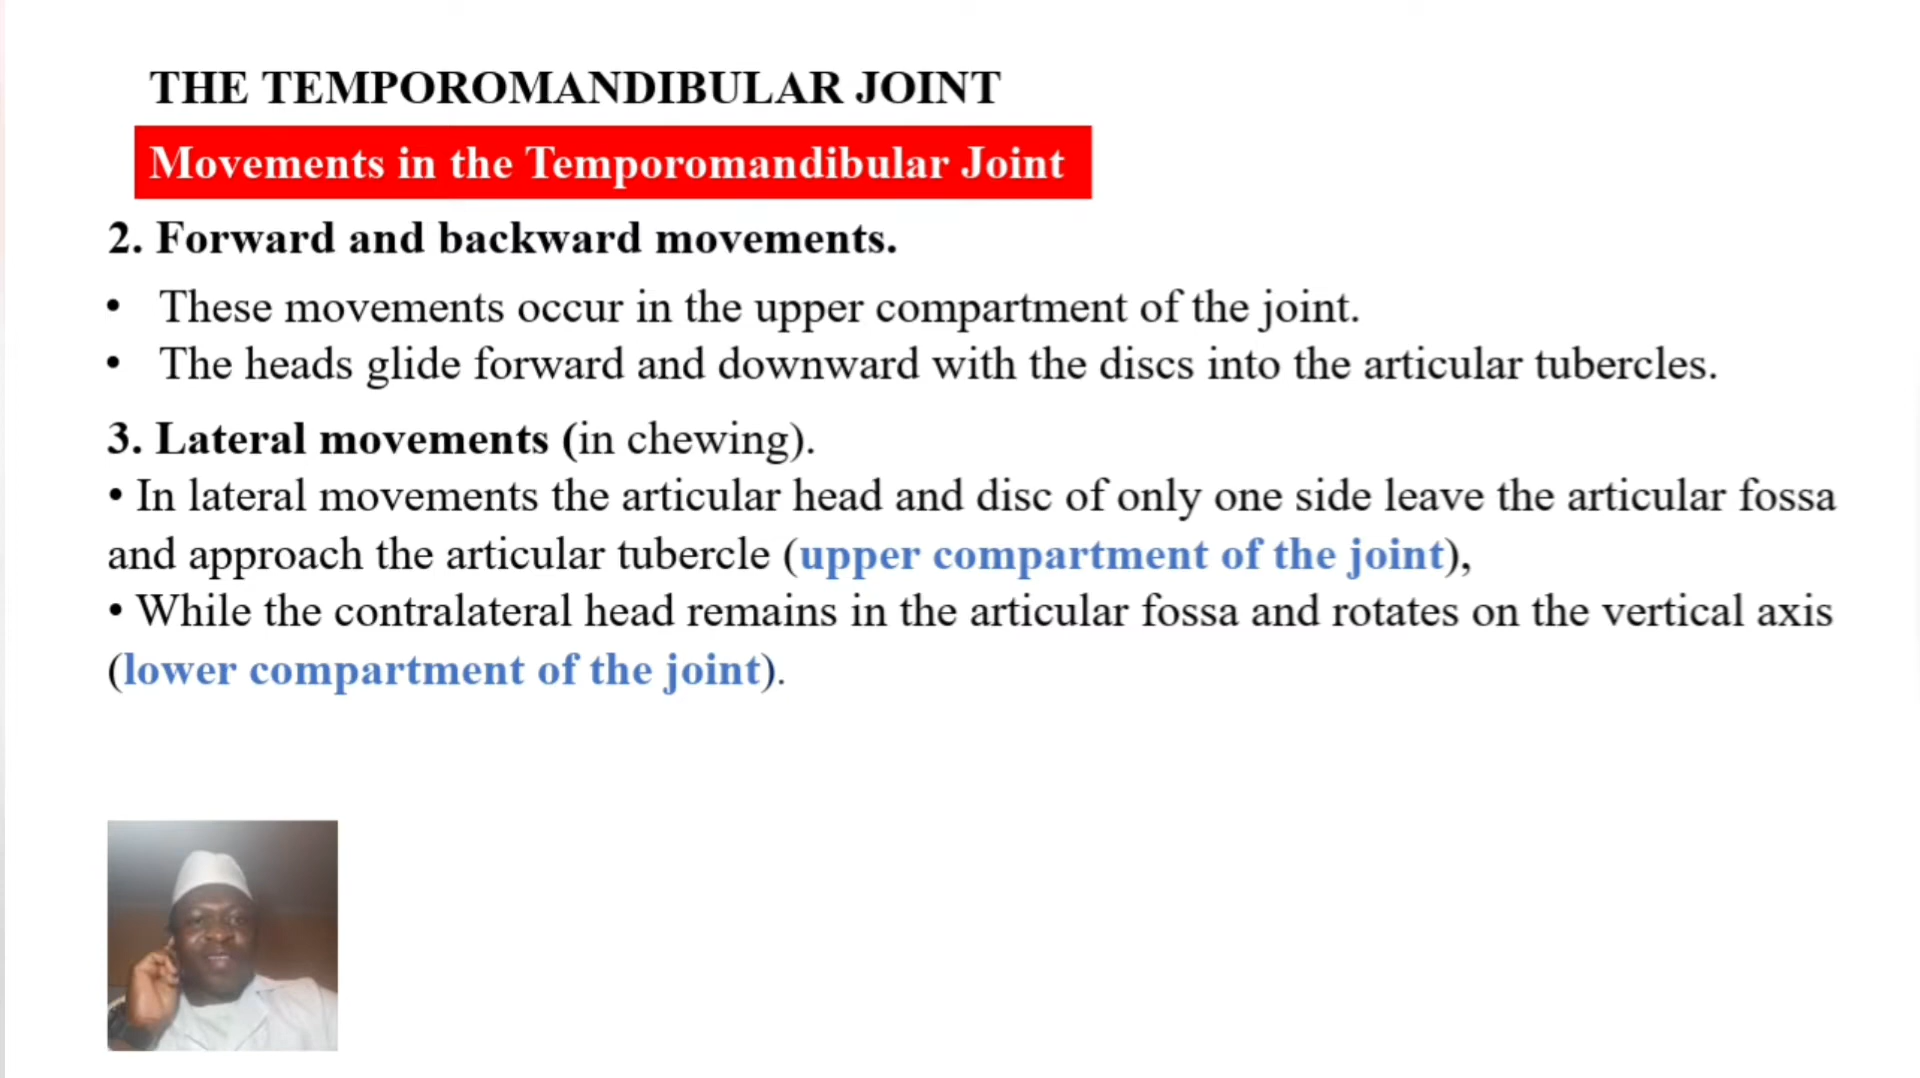 THE TEMPOROMANDIBULAR JOINT
Movements in the Temporomandibular Joint
2. Forward and backward movements.
• These movements occur in the upper compartment of the joint.
• The heads glide forward and downward with the discs into the articular tubercles.
3. Lateral movements (in chewing).
• In lateral movements the articular head and disc of only one side leave the articular fossa
and approach the articular tubercle (upper compartment of the joint),
• While the contralateral head remains in the articular fossa and rotates on the vertical axis
(lower compartment of the joint).